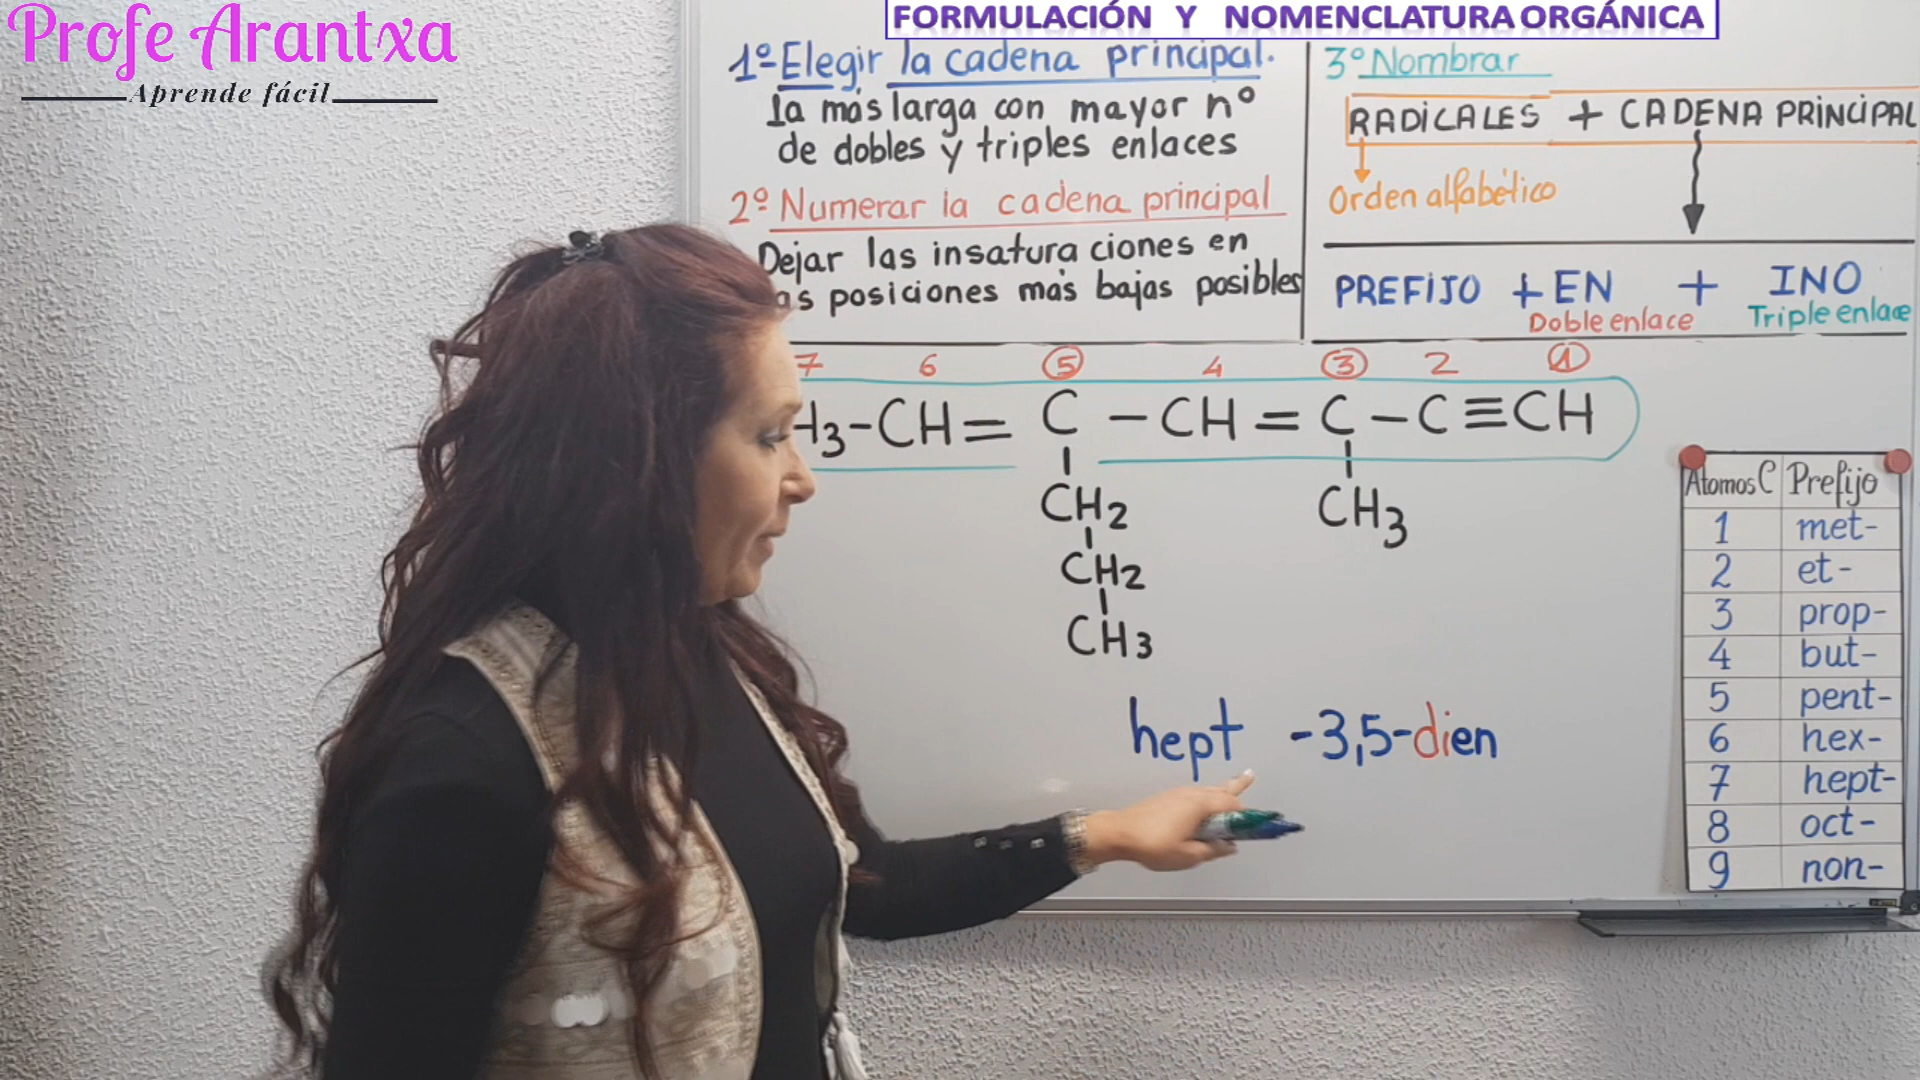 Profe Arantxa
Aprende fácil
FORMULACIÓN Y NOMENCLATURA ORGÁNICA
1º Elegir la cadena principal.
la más larga con mayor nº
de dobles y triples enlaces
2º Numerar la cadena principal
Dejar las insaturaciones en
as posiciones más bajas posibles
3º Nombrar
RADICALES + CADENA PRINCIPAL
Orden alfabético
PREFIJO + EN + INO
Doble enlace Triple enlace
7 6 5 4 3 2 1
H3-CH=C-CH=C-C≡CH
CH2 CH3
CH2
CH3
hept -3,5-dien
Atomos C Prefijo
1 met-
2 et-
3 prop-
4 but-
5 pent-
6 hex-
7 hept-
8 oct-
9 non-